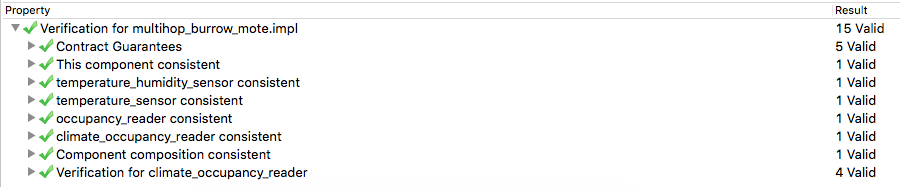 Property Result
Verification for multihop_burrow_mote.impl 15 Valid
Contract Guarantees 5 Valid
This component consistent 1 Valid
temperature_humidity_sensor consistent 1 Valid
temperature_sensor consistent 1 Valid
occupancy_reader consistent 1 Valid
climate_occupancy_reader consistent 1 Valid
Component composition consistent 1 Valid
Verification for climate_occupancy_reader 4 Valid